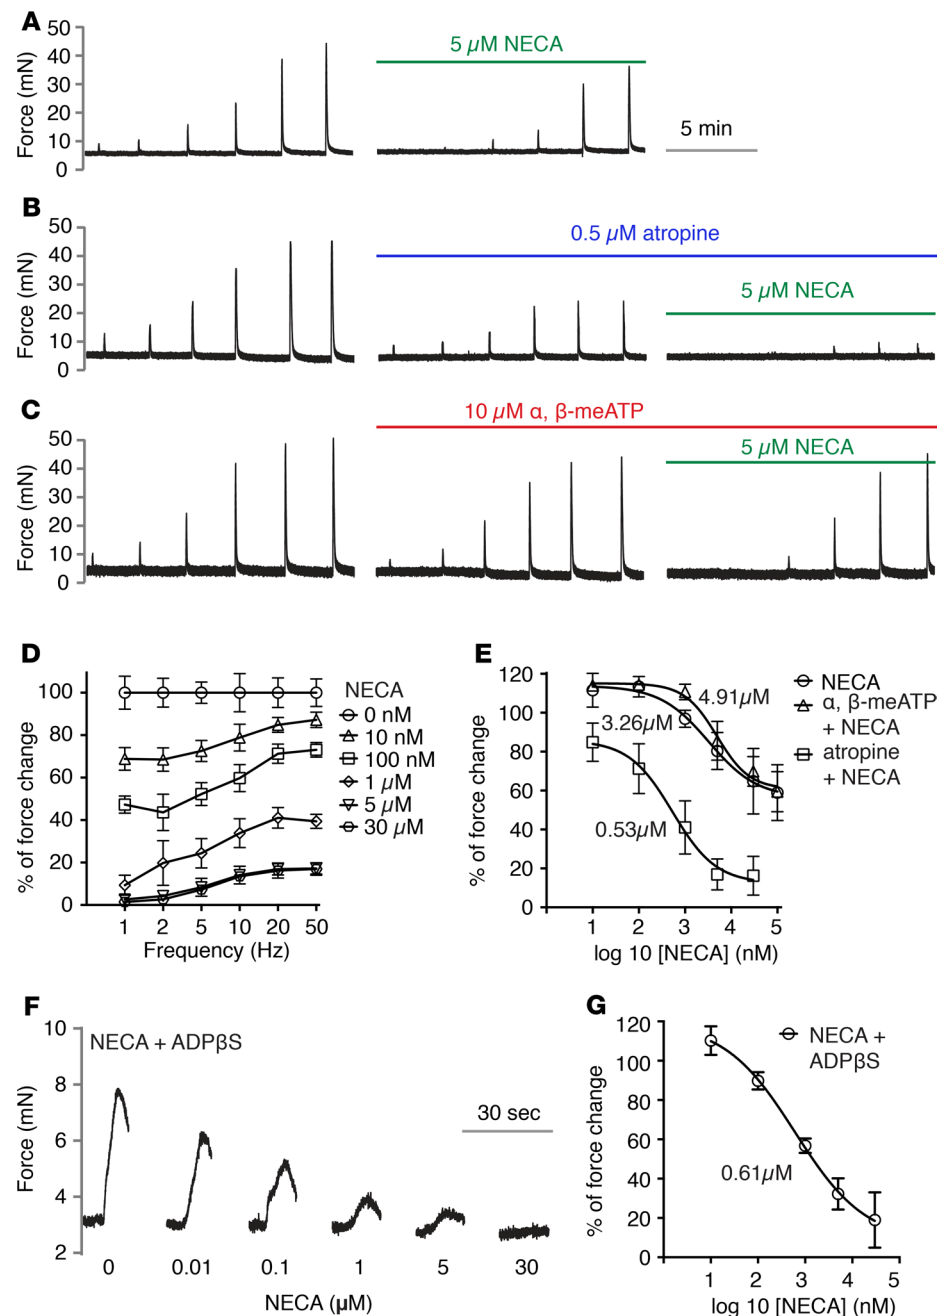 A
Force (mN)
50
40
30
20
10
0
5 µM NECA
5 min
B
Force (mN)
50
40
30
20
10
0
0.5 µM atropine
5 µM NECA
C
Force (mN)
50
40
30
20
10
0
10 µM α, β-meATP
5 µM NECA
D
% of force change
100
80
60
40
20
0
1 2 5 10 20 50
Frequency (Hz)
NECA
0 nM
10 nM
100 nM
1 µM
5 µM
30 µM
E
% of force change
120
100
80
60
40
20
0
4.91µM
3.26µM
0.53µM
1 2 3 4 5
log 10 [NECA] (nM)
NECA
α, β-meATP
+ NECA
atropine
+ NECA
F
Force (mN)
10
8
6
4
2
NECA + ADPβS
30 sec
0 0.01 0.1 1 5 30
NECA (µM)
G
% of force change
120
100
80
60
40
120
0
NECA +
ADPβS
0.61µM
1 2 3 4 5
log 10 [NECA] (nM)